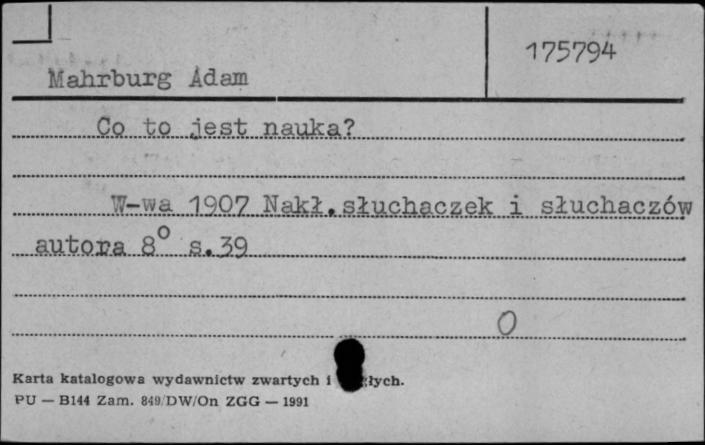 175794
Mahrburg Adam
Co to jest nauka?
W-wa 1907 Nakł. słuchaczek i słuchaczów
autora 8° s.39
O
Karta katalogowa wydawnictw zwartych i
PU — B144 Zam. 849/DW/On ZGG — 1991